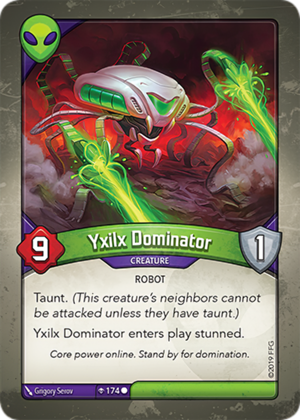 Yxilx Dominator
9
CREATURE
1
ROBOT
Taunt. (This creature's neighbors cannot
be attacked unless they have taunt.)
Yxilx Dominator enters play stunned.
Core power online. Stand by for domination.
©2019 FFG
Grigory Serov
174